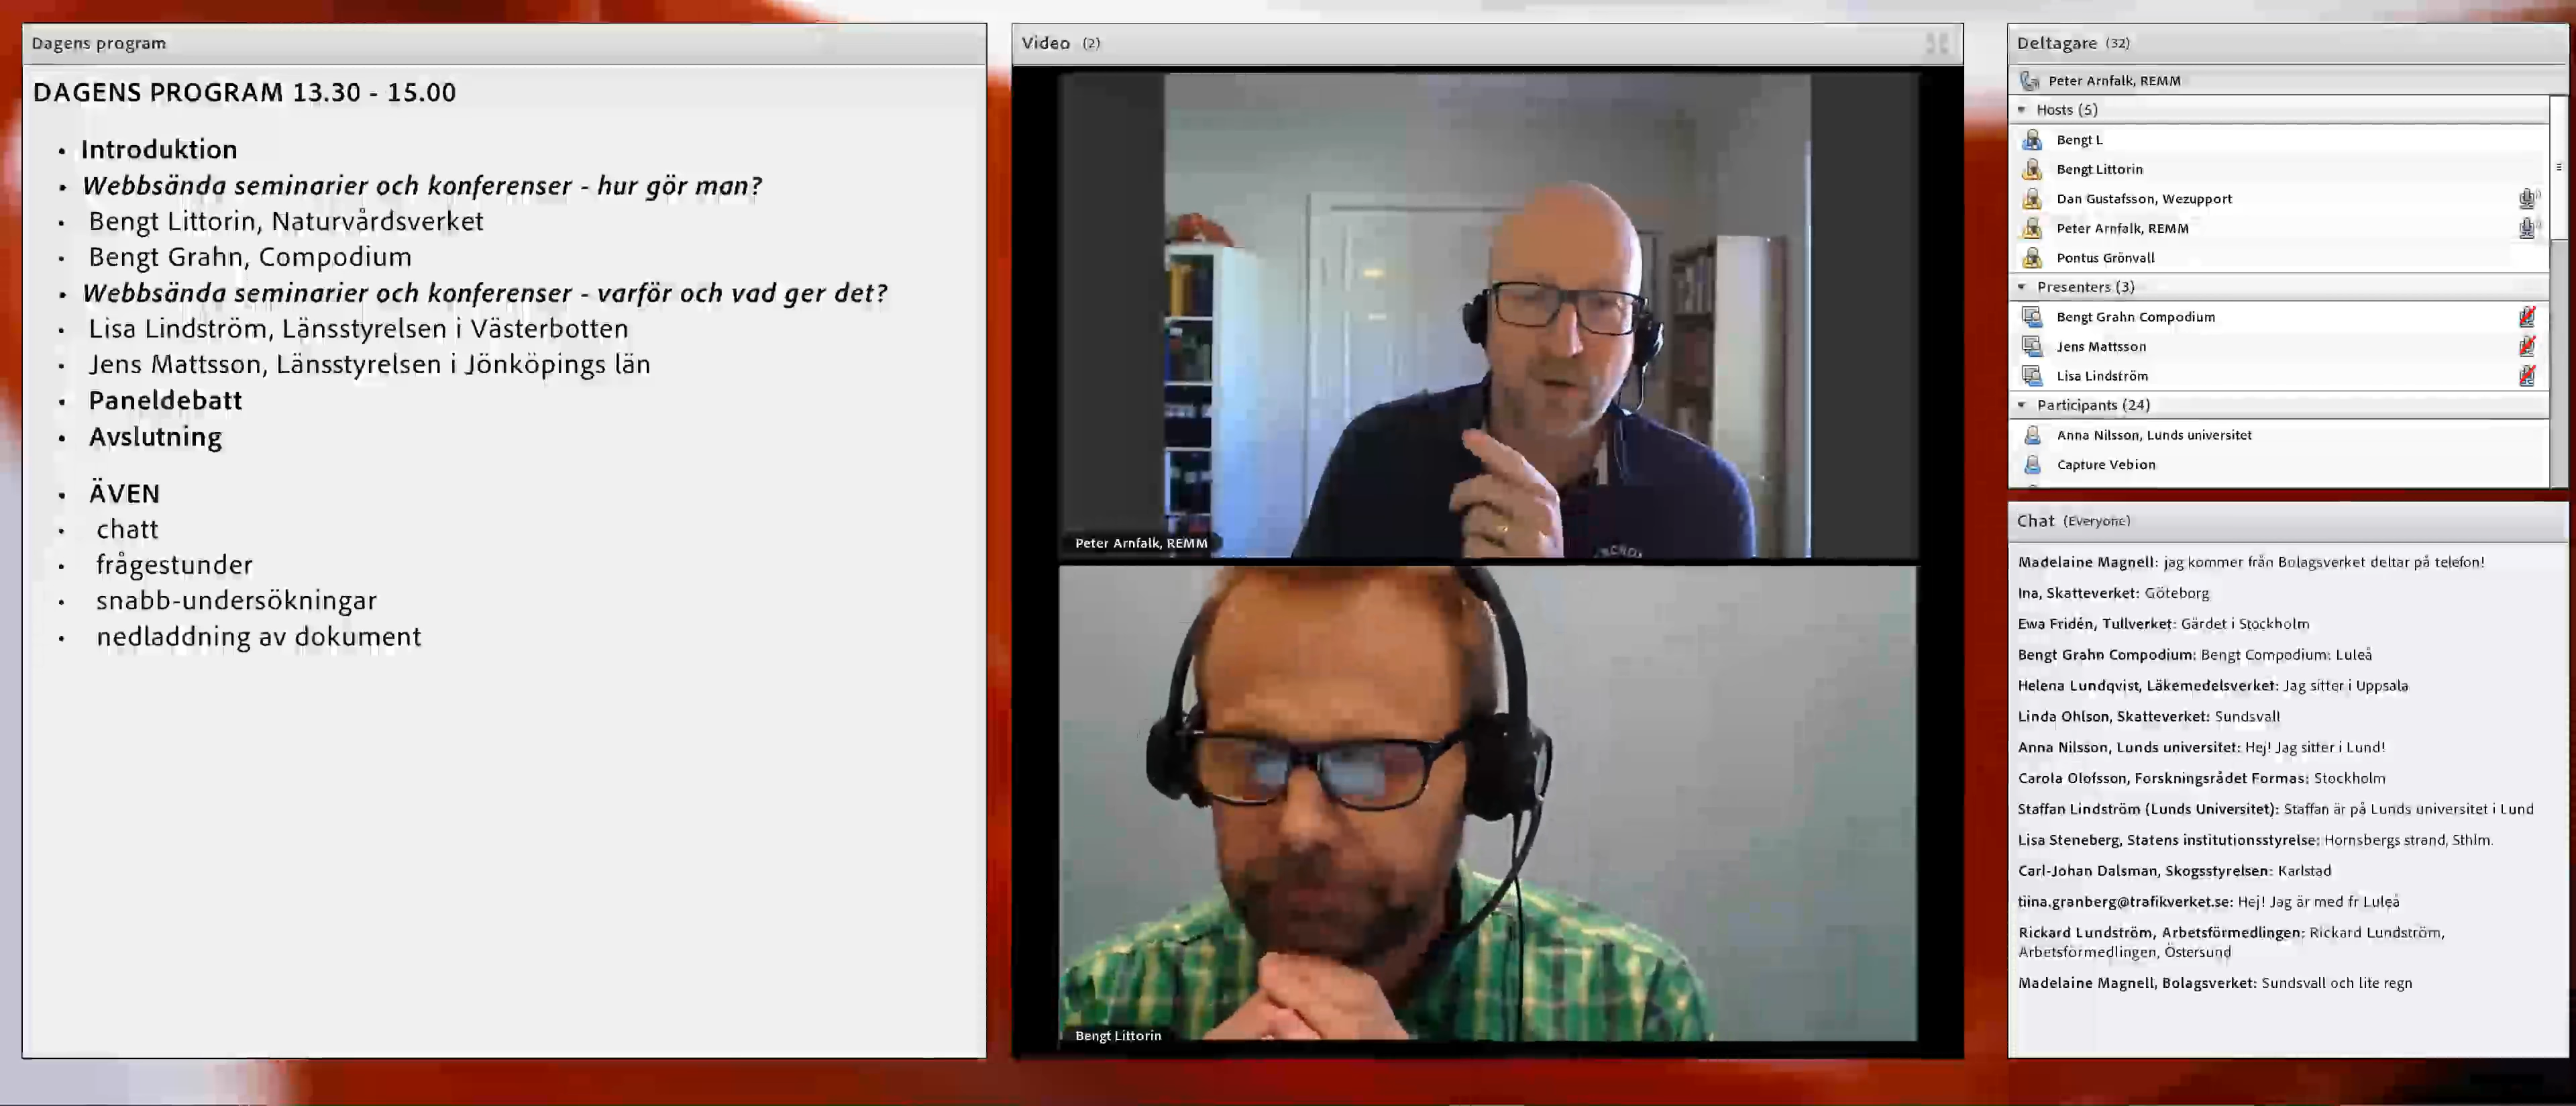 Dagens program
DAGENS PROGRAM 13.30 - 15.00
• Introduktion
• Webbsända seminarier och konferenser - hur gör man?
• Bengt Littorin, Naturvårdsverket
• Bengt Grahn, Compodium
• Webbsända seminarier och konferenser - varför och vad ger det?
• Lisa Lindström, Länsstyrelsen i Västerbotten
• Jens Mattsson, Länsstyrelsen i Jönköpings län
• Paneldebatt
• Avslutning
• ÄVEN
• chatt
• frågestunder
• snabb-undersökningar
• nedladdning av dokument
Video (2)
Peter Arnfalk, REMM
Bengt Littorin
Deltagare (32)
Peter Arnfalk, REMM
Hosts (5)
Bengt L
Bengt Littorin
Dan Gustafsson, Wezupport
Peter Arnfalk, REMM
Pontus Grönvall
Presenters (3)
Bengt Grahn Compodium
Jens Mattsson
Lisa Lindström
Participants (24)
Anna Nilsson, Lunds universitet
Capture Vebion
Chat (Everyone)
Madelaine Magnell: jag kommer från Bolagsverket deltar på telefon!
Ina, Skatteverket: Göteborg
Ewa Fridén, Tullverket: Gärdet i Stockholm
Bengt Grahn Compodium: Bengt Compodium: Luleå
Helena Lundqvist, Läkemedelsverket: Jag sitter i Uppsala
Linda Ohlson, Skatteverket: Sundsvall
Anna Nilsson, Lunds universitet: Hej! Jag sitter i Lund!
Carola Olofsson, Forskningsrådet Formas: Stockholm
Staffan Lindström (Lunds Universitet): Staffan är på Lunds universitet i Lund
Lisa Steneberg, Statens institutionsstyrelse: Hornsbergs strand, Sthlm.
Carl-Johan Dalsman, Skogsstyrelsen: Karlstad
tiina.granberg@trafikverket.se: Hej! Jag är med fr Luleå
Rickard Lundström, Arbetsförmedlingen: Rickard Lundström,
Arbetsförmedlingen, Östersund
Madelaine Magnell, Bolagsverket: Sundsvall och lite regn